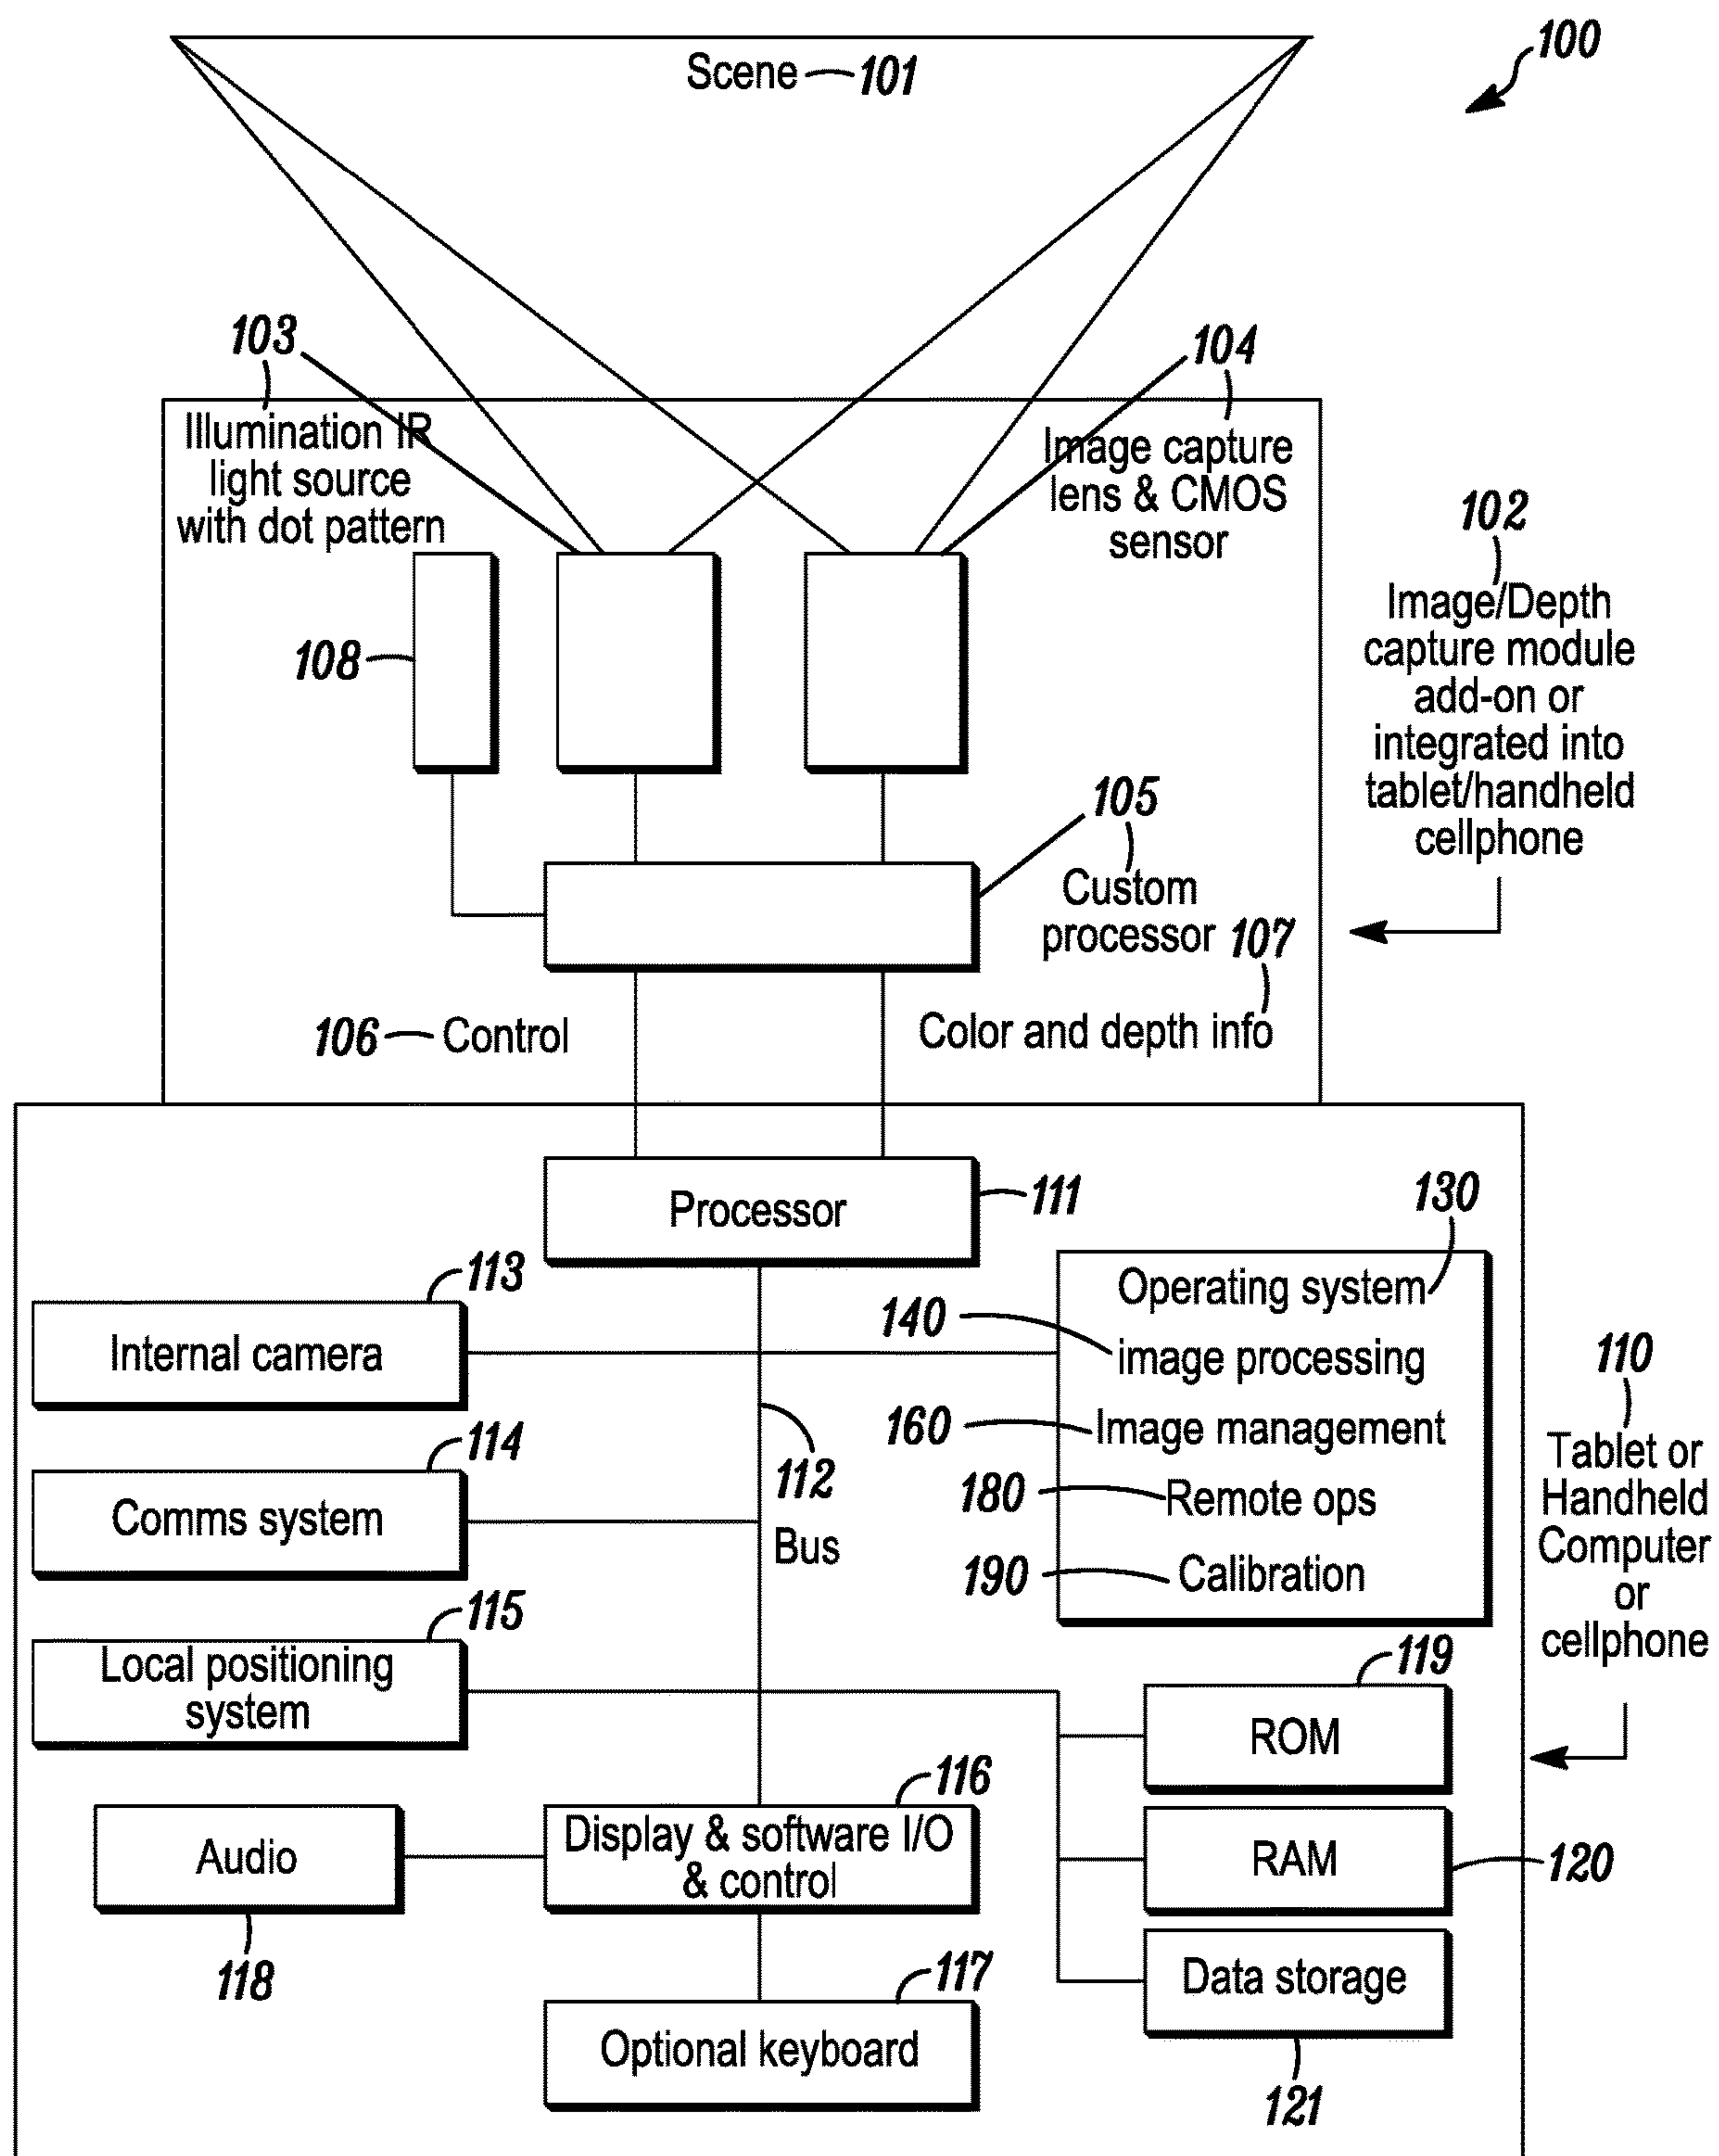 100
Scene 101
103
104
Illumination IR
light source
with dot pattern
Image capture
lens & CMOS
sensor
102
Image/Depth
capture module
add-on or
integrated into
tablet/handheld
cellphone
108
105
Custom
processor 107
106 Control
Color and depth info
Processor
111
130
Operating system
140
image processing
160
Image management
180
Remote ops
190
Calibration
113
Internal camera
114
Comms system
112
Bus
115
Local positioning
system
110
Tablet or
Handheld
Computer
or
cellphone
119
ROM
116
Display & software I/O
& control
Audio
118
RAM
120
117
Optional keyboard
Data storage
121